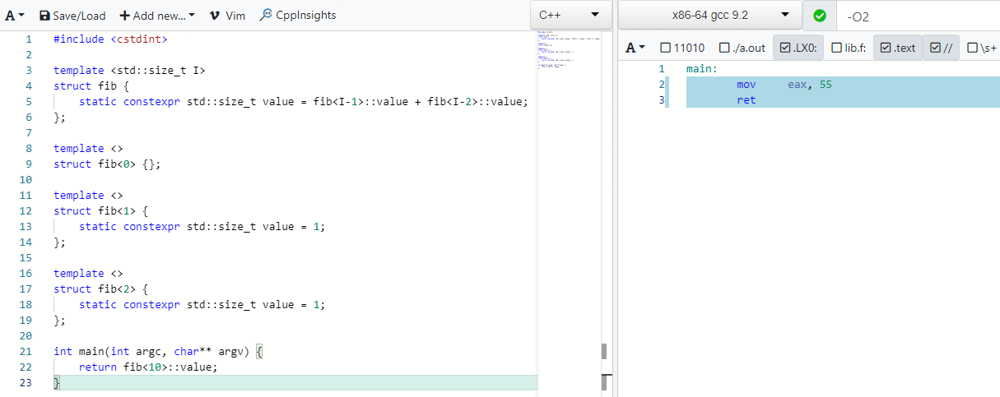 A Save/Load + Add new... Vim CppInsights C++
1 #include <cstdint>
2
3 template <std::size_t I>
4 struct fib {
5     static constexpr std::size_t value = fib<I-1>::value + fib<I-2>::value;
6 };
7
8 template <>
9 struct fib<0> {};
10
11 template <>
12 struct fib<1> {
13     static constexpr std::size_t value = 1;
14 };
15
16 template <>
17 struct fib<2> {
18     static constexpr std::size_t value = 1;
19 };
20
21 int main(int argc, char** argv) {
22     return fib<10>::value;
23 }
x86-64 gcc 9.2 -O2
A 11010 ./a.out .LX0: lib.f: .text // \s+
1 main:
2         mov     eax, 55
3         ret